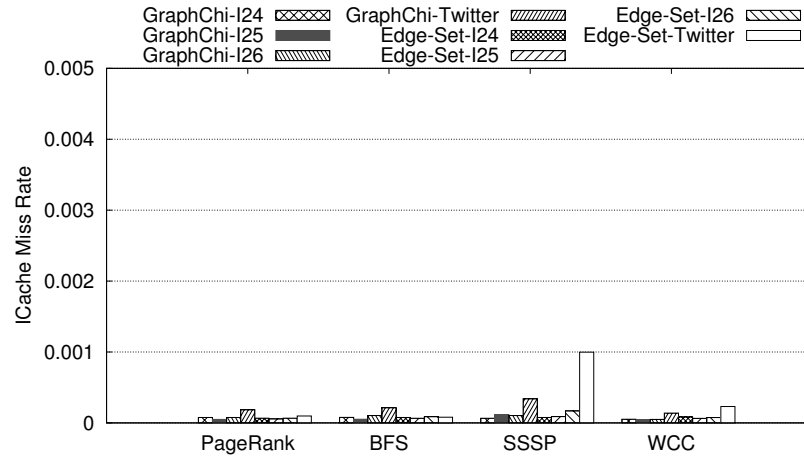 GraphChi-I24 GraphChi-Twitter Edge-Set-I26
GraphChi-I25 Edge-Set-I24 Edge-Set-Twitter
GraphChi-I26 Edge-Set-I25
0.005
0.004
0.003
0.002
0.001
0
ICache Miss Rate
PageRank BFS SSSP WCC